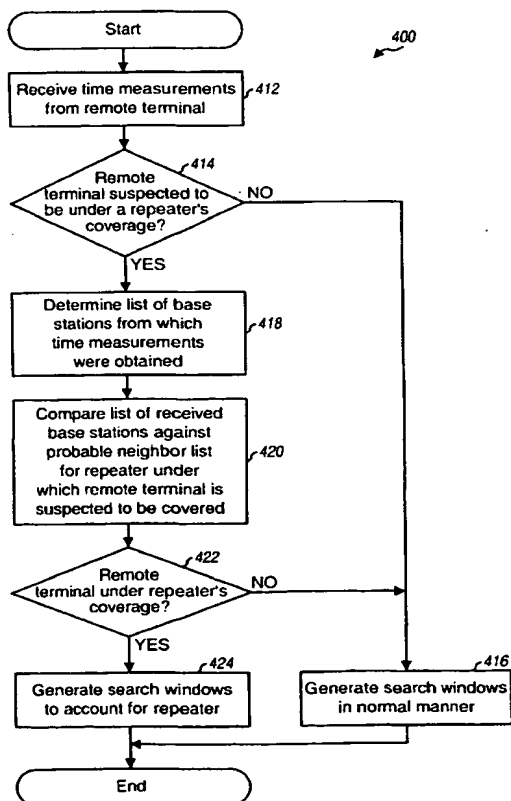 Start
400
Receive time measurements
from remote terminal
412
414
Remote
terminal suspected to
be under a repeater's
coverage?
NO
YES
Determine list of base
stations from which
time measurements
were obtained
418
Compare list of received
base stations against
probable neighbor list
for repeater under
which remote terminal is
suspected to be covered
420
422
Remote
terminal under repeater's
coverage?
NO
YES
424
Generate search windows
to account for repeater
416
Generate search windows
in normal manner
End